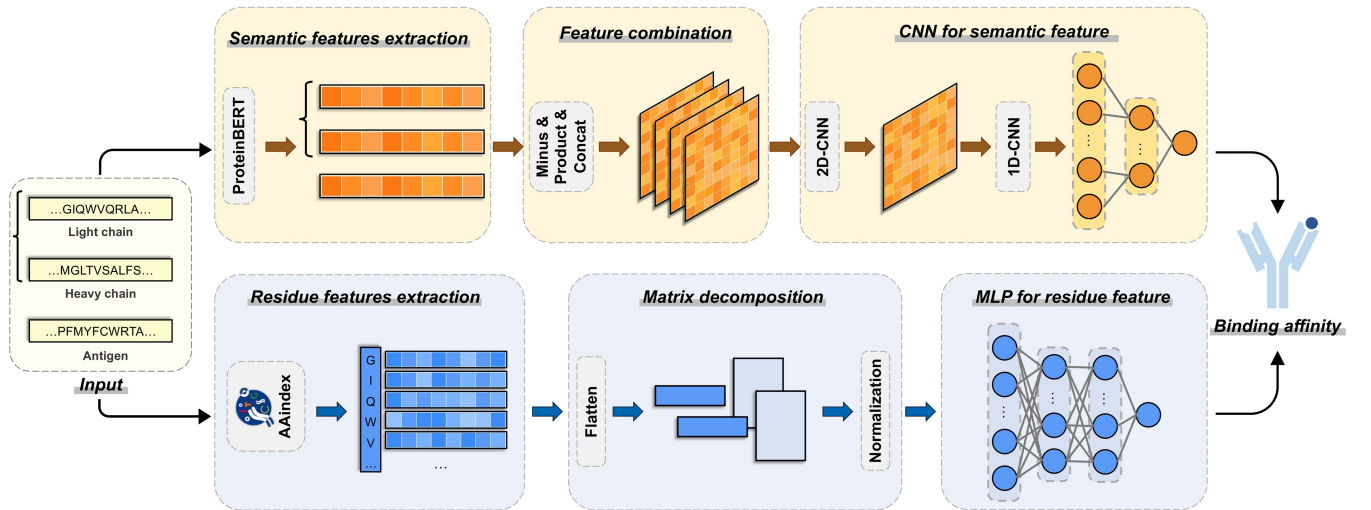 Input
…GIQWVQRLA…
Light chain
…MGLTVSALFS…
Heavy chain
…PFMYFCWRTA…
Antigen
Semantic features extraction
ProteinBERT
Feature combination
Minus &
Product &
Concat
CNN for semantic feature
2D-CNN
1D-CNN
Residue features extraction
AAindex
G
I
Q
W
V
…
…
Matrix decomposition
Flatten
Normalization
MLP for residue feature
Binding affinity